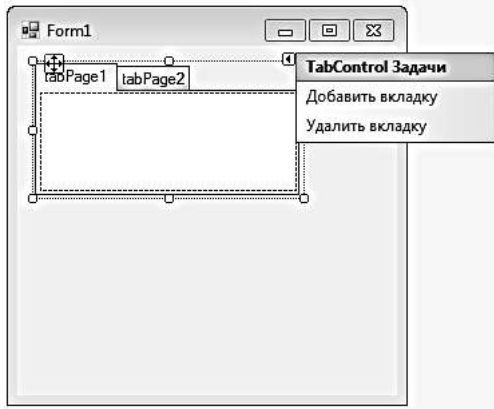 Form1
TabControl Задачи
tabPage1 tabPage2
Добавить вкладку
Удалить вкладку